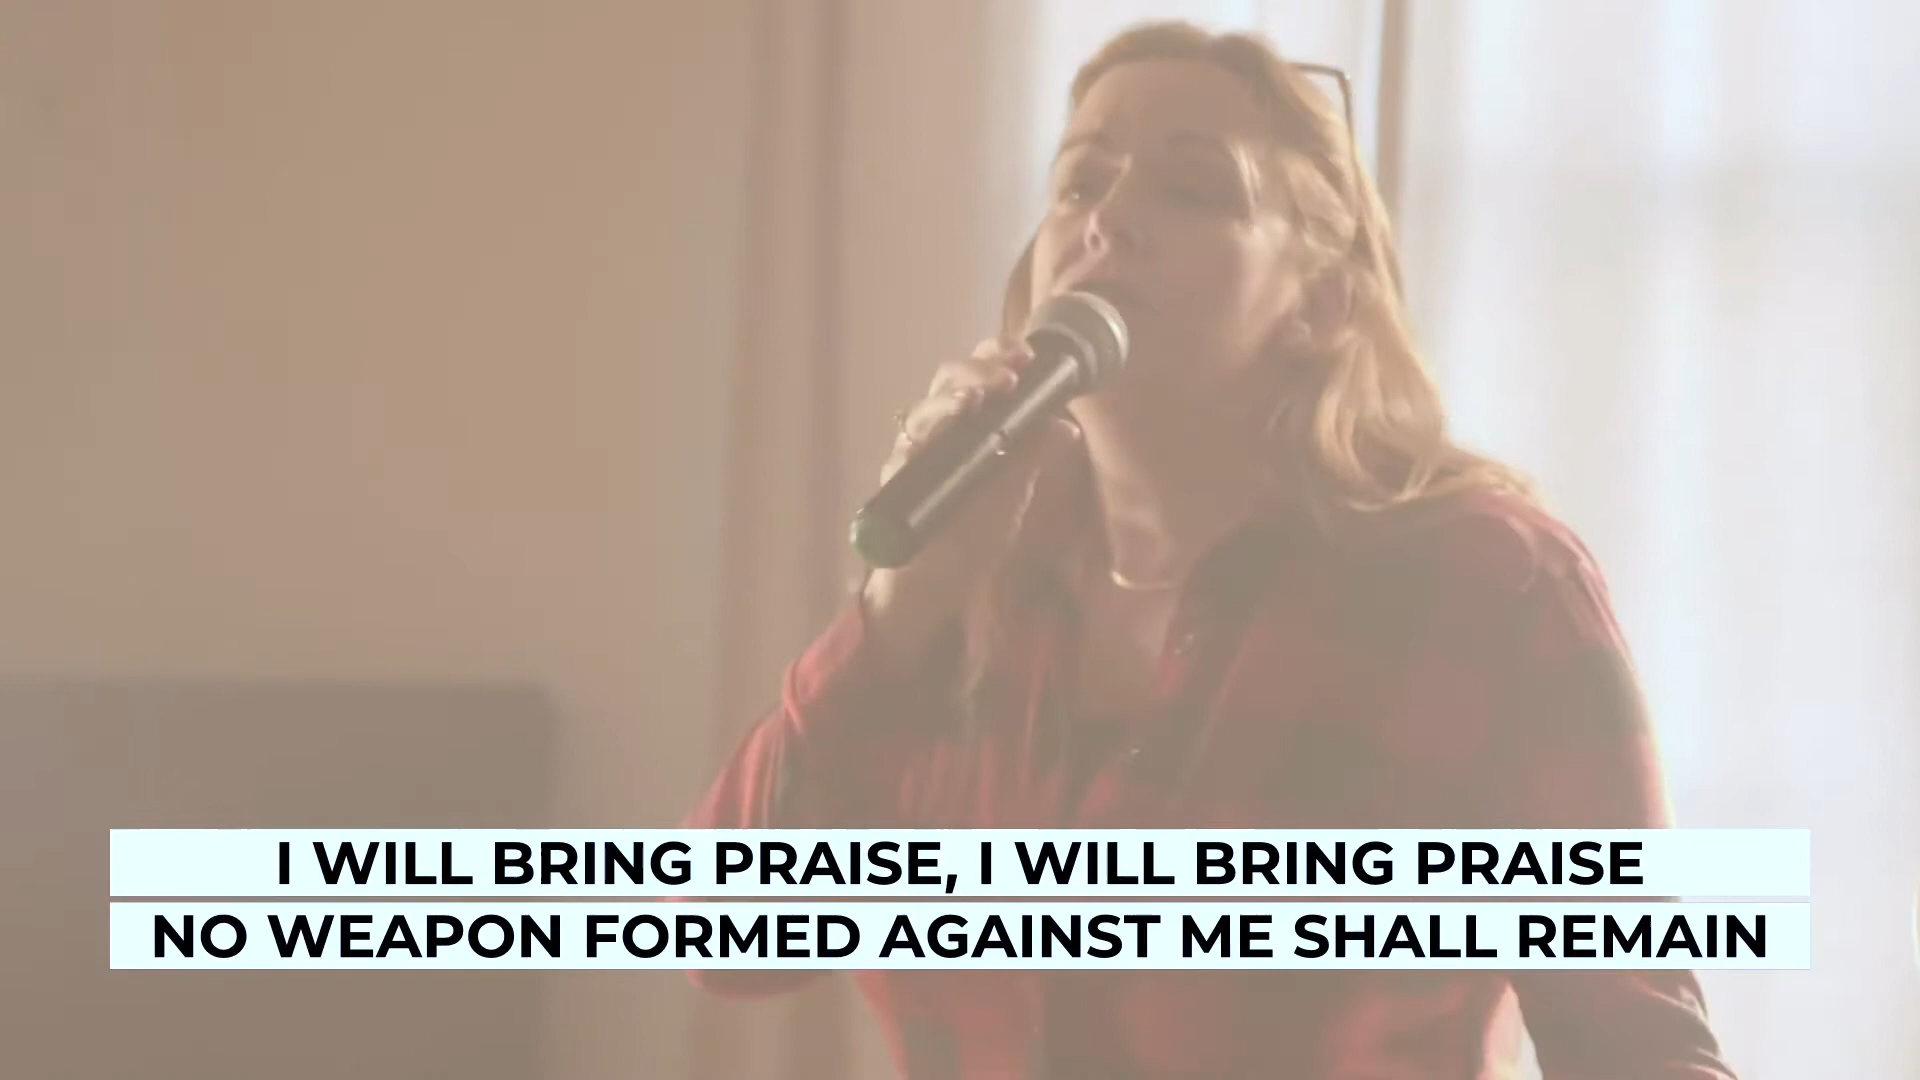 I WILL BRING PRAISE, I WILL BRING PRAISE
NO WEAPON FORMED AGAINST ME SHALL REMAIN